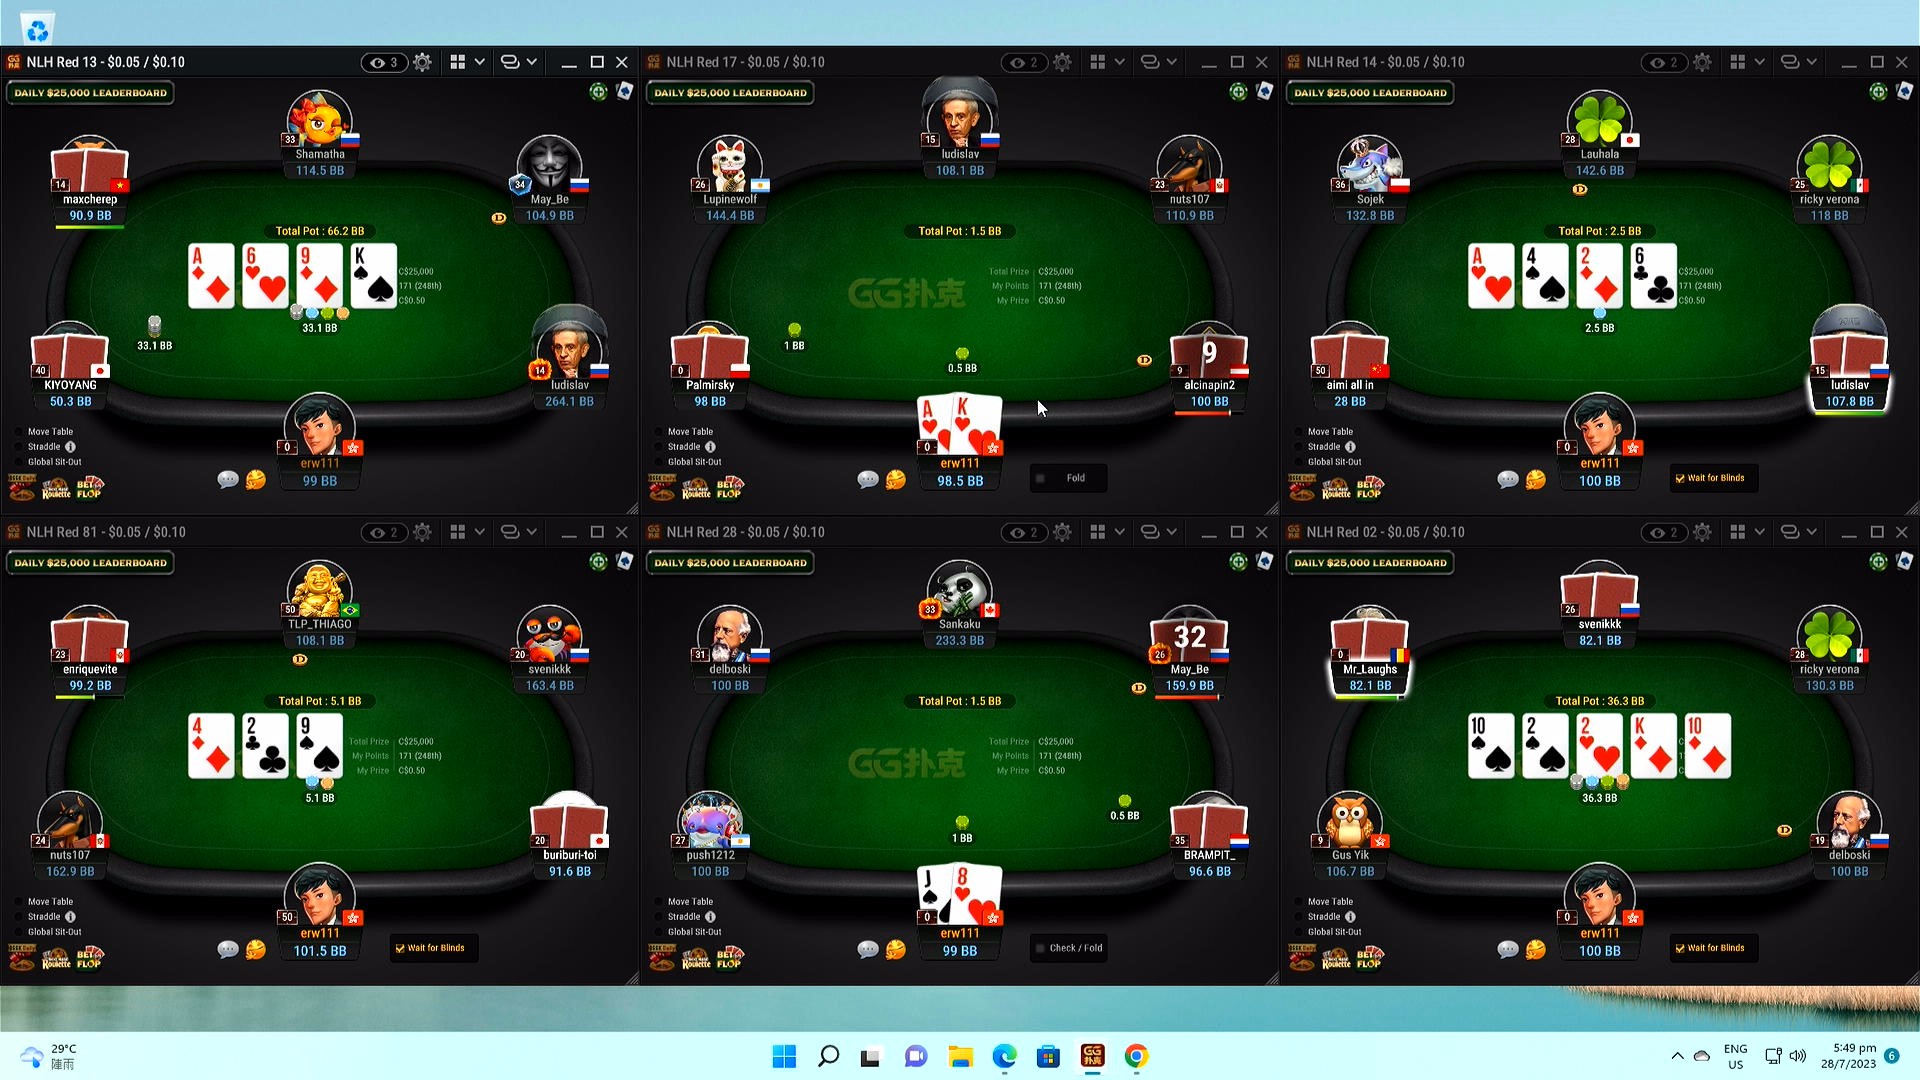 NLH Red 13 - $0.05 / $0.10
3
DAILY $25,000 LEADERBOARD
33
Shamatha
114.5 BB
14
maxcherep
90.9 BB
34
May_Be
104.9 BB
D
Total Pot : 66.2 BB
A 6 9 K
C$25,000
171 (248th)
C$0.50
33.1 BB
33.1 BB
40
KIYOYANG
50.3 BB
14
ludislav
264.1 BB
Move Table
Straddle
Global Sit-Out
0
erw111
99 BB
Roulette
BET FLOP
NLH Red 17 - $0.05 / $0.10
2
DAILY $25,000 LEADERBOARD
15
ludislav
108.1 BB
26
Lupinewolf
144.4 BB
23
nuts107
110.9 BB
Total Pot : 1.5 BB
GG扑克
Total Prize C$25,000
My Points 171 (248th)
My Prize C$0.50
1 BB
0.5 BB
D
0
Palmirsky
98 BB
9
9
alcinapin2
100 BB
A K
Move Table
Straddle
Global Sit-Out
0
erw111
98.5 BB
Fold
Roulette
BET FLOP
NLH Red 14 - $0.05 / $0.10
2
DAILY $25,000 LEADERBOARD
28
Lauhala
142.6 BB
36
Sojek
132.8 BB
25
ricky verona
118 BB
D
Total Pot : 2.5 BB
A 4 2 6
C$25,000
171 (248th)
C$0.50
2.5 BB
50
aimi all in
28 BB
15
ludislav
107.8 BB
Move Table
Straddle
Global Sit-Out
0
erw111
100 BB
Wait for Blinds
Roulette
BET FLOP
NLH Red 81 - $0.05 / $0.10
2
DAILY $25,000 LEADERBOARD
50
TLP_THIAGO
108.1 BB
23
enriquevite
99.2 BB
20
svenikkk
163.4 BB
D
Total Pot : 5.1 BB
4 2 9
Total Prize C$25,000
My Points 171 (248th)
My Prize C$0.50
5.1 BB
24
nuts107
162.9 BB
20
buriburi-toi
91.6 BB
Move Table
Straddle
Global Sit-Out
50
erw111
101.5 BB
Wait for Blinds
Roulette
BET FLOP
NLH Red 28 - $0.05 / $0.10
2
DAILY $25,000 LEADERBOARD
33
Sankaku
233.3 BB
31
delboski
100 BB
32
26
May_Be
159.9 BB
D
Total Pot : 1.5 BB
GG扑克
Total Prize C$25,000
My Points 171 (248th)
My Prize C$0.50
0.5 BB
1 BB
27
push1212
100 BB
35
BRAMPIT_
96.6 BB
J 8
Move Table
Straddle
Global Sit-Out
0
erw111
99 BB
Check / Fold
Roulette
BET FLOP
NLH Red 02 - $0.05 / $0.10
2
DAILY $25,000 LEADERBOARD
26
svenikkk
82.1 BB
0
Mr_Laughs
82.1 BB
28
ricky verona
130.3 BB
Total Pot : 36.3 BB
10 2 2 K 10
36.3 BB
D
9
Gus Yik
106.7 BB
19
delboski
100 BB
Move Table
Straddle
Global Sit-Out
0
erw111
100 BB
Wait for Blinds
Roulette
BET FLOP
29°C
陣雨
GG扑克
ENG
US
5:49 pm
28/7/2023
6